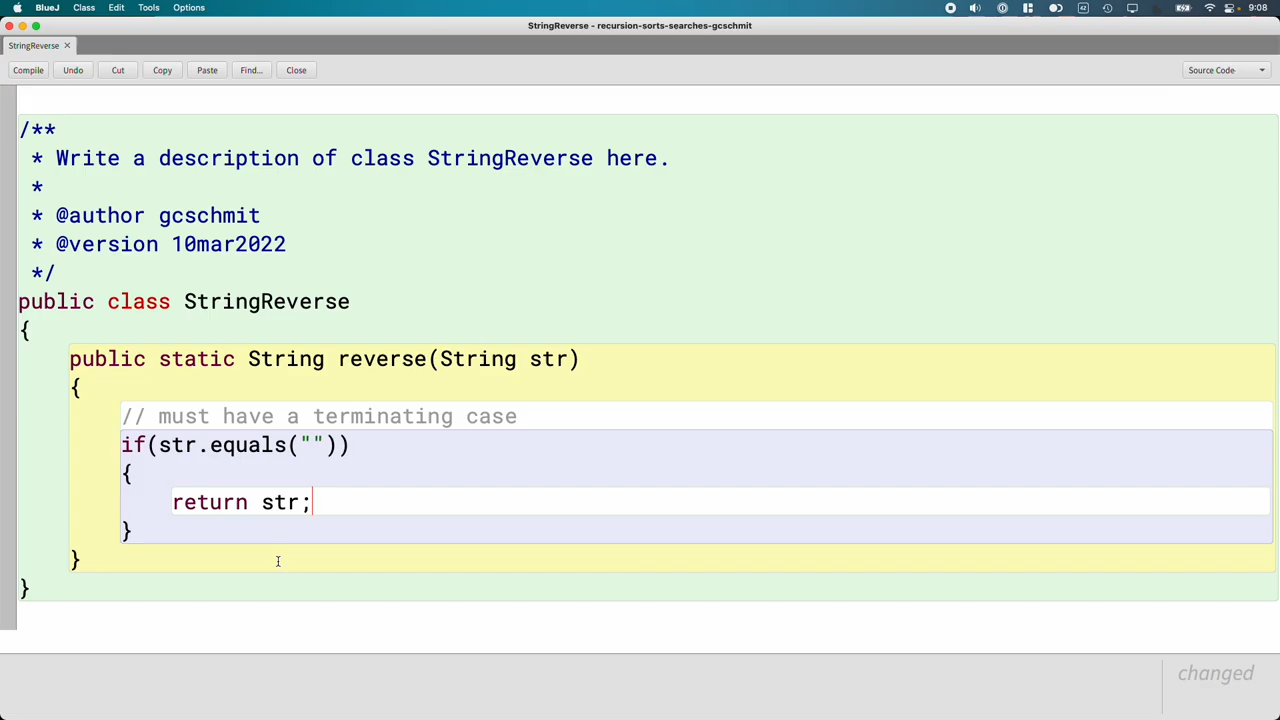 BlueJ Class Edit Tools Options 9:08
StringReverse - recursion-sorts-searches-gcschmit
StringReverse ×
Compile Undo Cut Copy Paste Find... Close Source Code
/**
 * Write a description of class StringReverse here.
 *
 * @author gcschmit
 * @version 10mar2022
 */
public class StringReverse
{
public static String reverse(String str)
{
// must have a terminating case
if(str.equals(""))
{
return str;
}
}
}
changed